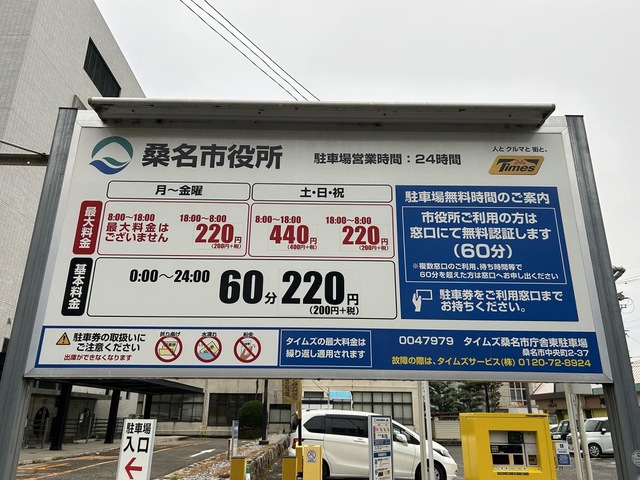 桑名市役所
駐車場営業時間：24時間
人と クルマと 街と。
Times
月～金曜
土・日・祝
最大料金
8:00～18:00
最大料金は
ございません
18:00～8:00
220円
(200円+税)
8:00～18:00
440円
(400円+税)
18:00～8:00
220円
(200円+税)
基本料金
0:00～24:00
60分220円
(200円+税)
駐車場無料時間のご案内
市役所ご利用の方は
窓口にて無料認証します
(60分)
※複数窓口のご利用、待ち時間等で
60分を超えた方は窓口へお申し出ください
駐車券をご利用窓口まで
お持ちください。
駐車券の取扱いに
ご注意ください
出庫ができなくなります
折り曲げ
水濡れ
粉失
タイムズの最大料金は
繰り返し適用されます
0047979 タイムズ桑名市庁舎東駐車場
桑名市中央町2-37
故障の際は、タイムズサービス(株) 0120-72-8924
駐車場
入口